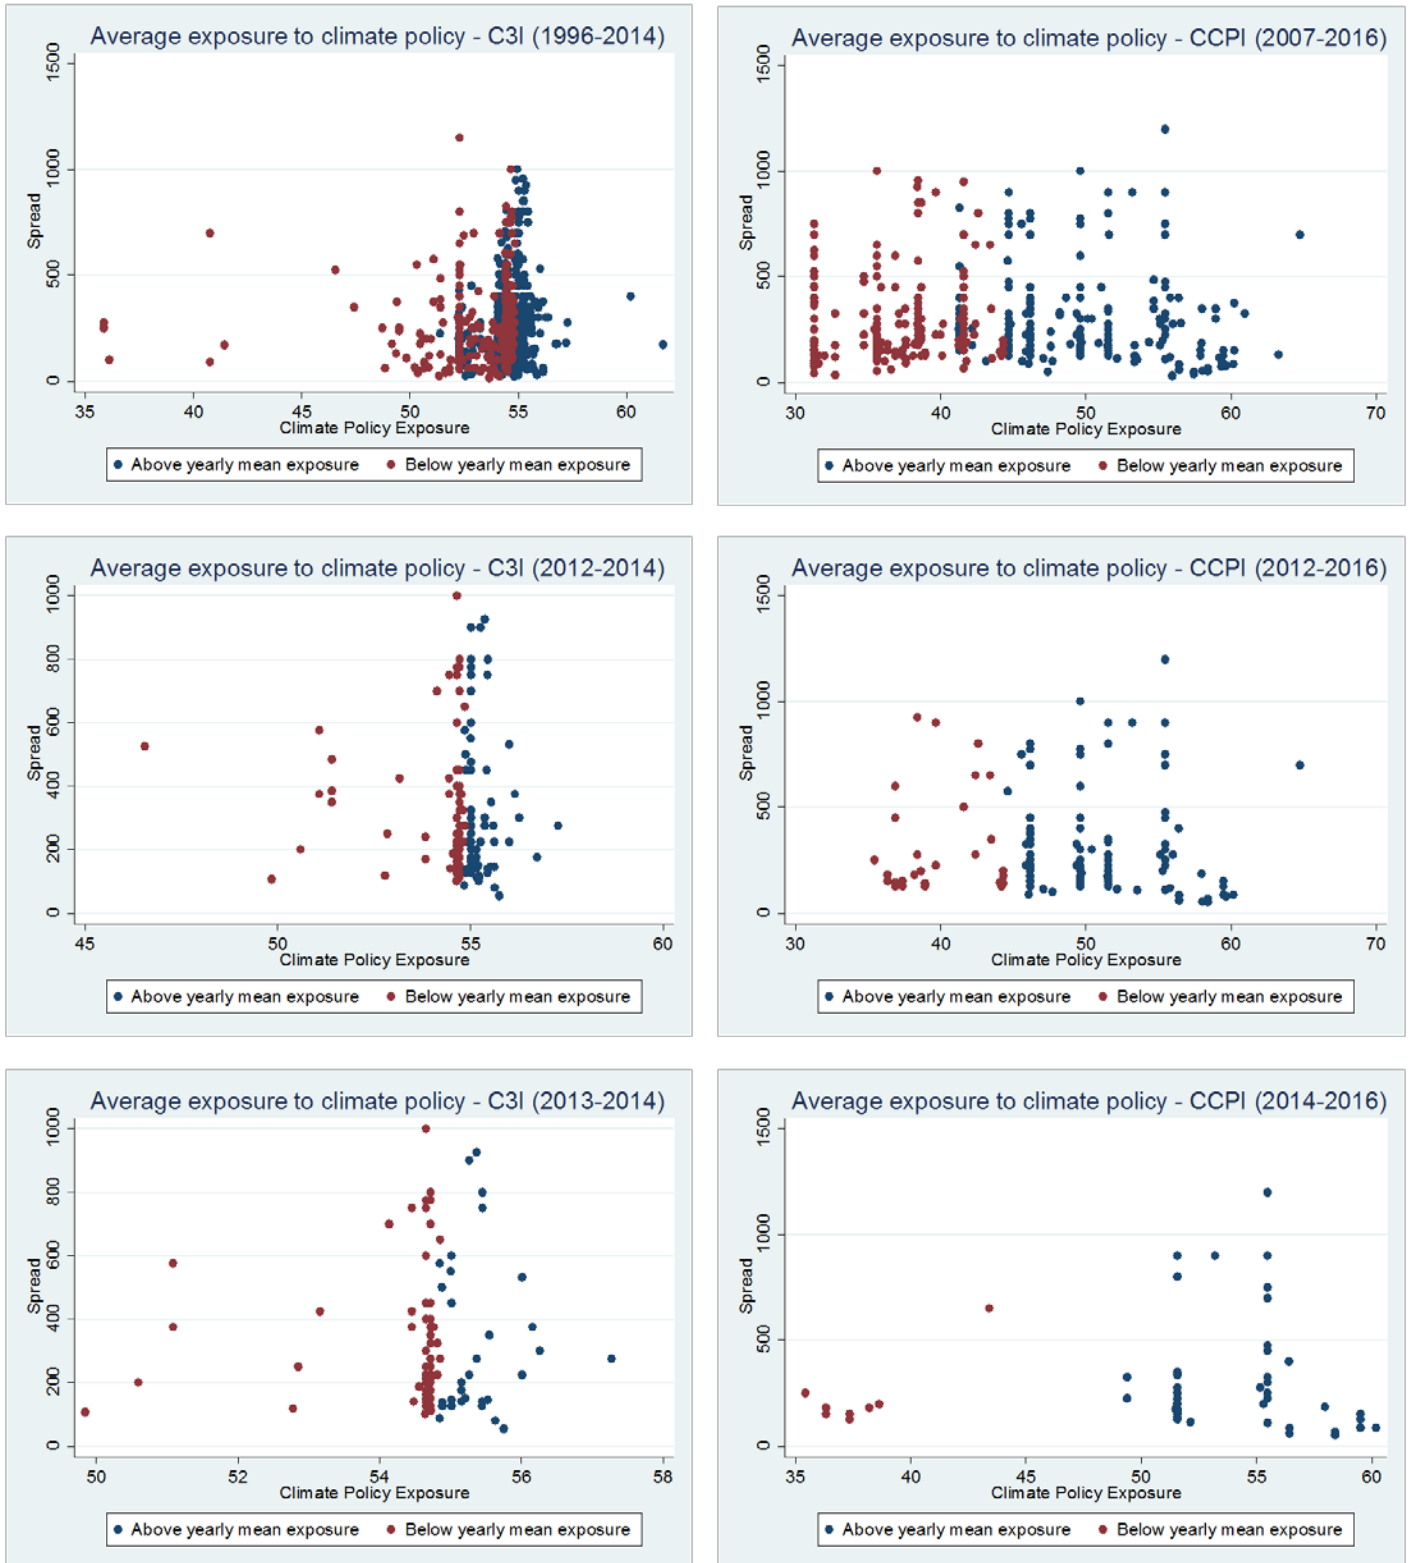 Average exposure to climate policy - C3I (1996-2014)
1500
1000
500
0
Spread
35 40 45 50 55 60
Climate Policy Exposure
Above yearly mean exposure Below yearly mean exposure
Average exposure to climate policy - CCPI (2007-2016)
1500
1000
500
0
Spread
30 40 50 60 70
Climate Policy Exposure
Above yearly mean exposure Below yearly mean exposure
Average exposure to climate policy - C3I (2012-2014)
1000
800
600
400
200
0
Spread
45 50 55 60
Climate Policy Exposure
Above yearly mean exposure Below yearly mean exposure
Average exposure to climate policy - CCPI (2012-2016)
1500
1000
500
0
Spread
30 40 50 60 70
Climate Policy Exposure
Above yearly mean exposure Below yearly mean exposure
Average exposure to climate policy - C3I (2013-2014)
1000
800
600
400
200
0
Spread
50 52 54 56 58
Climate Policy Exposure
Above yearly mean exposure Below yearly mean exposure
Average exposure to climate policy - CCPI (2014-2016)
1500
1000
500
0
Spread
35 40 45 50 55 60
Climate Policy Exposure
Above yearly mean exposure Below yearly mean exposure